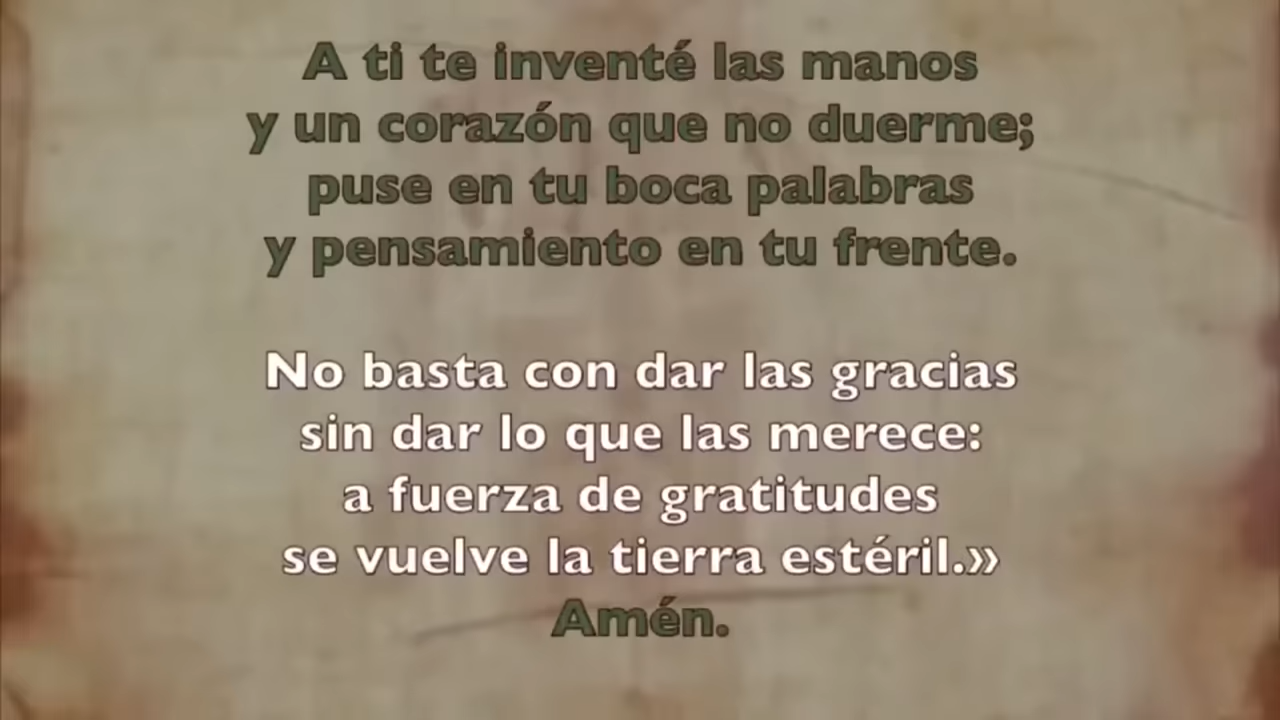 A ti te inventé las manos
y un corazón que no duerme;
puse en tu boca palabras
y pensamiento en tu frente.
No basta con dar las gracias
sin dar lo que las merece:
a fuerza de gratitudes
se vuelve la tierra estéril.»
Amén.